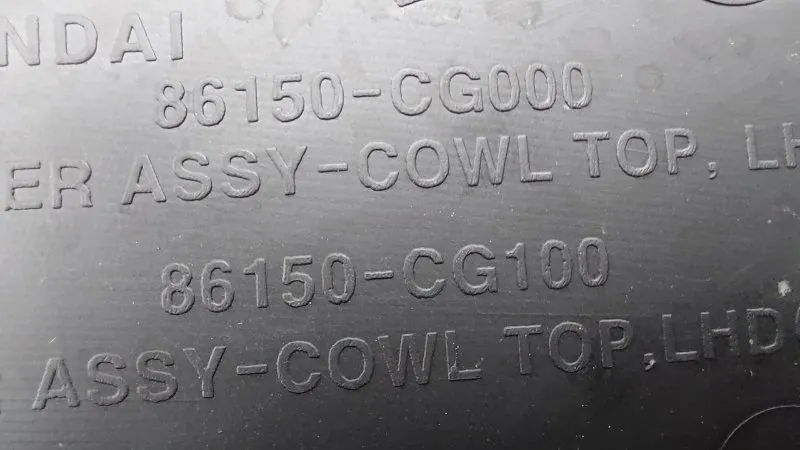 NDAI
86150-CG000
ER ASSY-COWL TOP, LH
86150-CG100
ASSY-COWL TOP,LHD